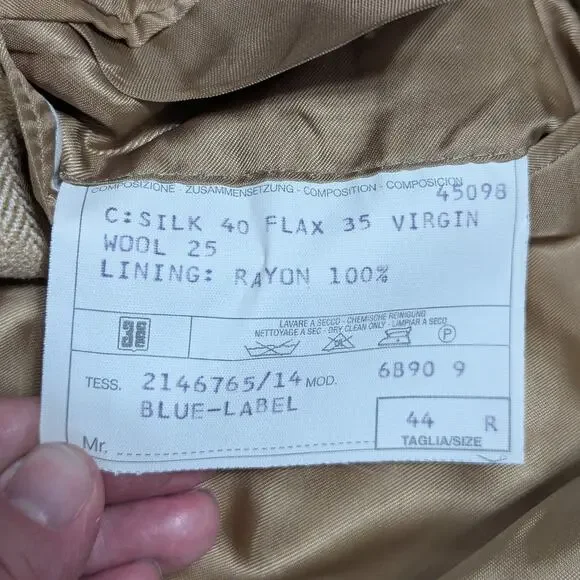 COMPOSIZIONE - ZUSAMMENSETZUNG - COMPOSITION - COMPOSICION
45098
C:SILK 40 FLAX 35 VIRGIN
WOOL 25
LINING: RAYON 100%
LAVARE A SECCO - CHEMISCHE REINIGUNG
NETTOYAGE A SEC - DRY CLEAN ONLY - LIMPIAR A SECO
P
TESS. 2146765/14 MOD. 6B90 9
BLUE-LABEL
44 R
TAGLIA/SIZE
Mr.